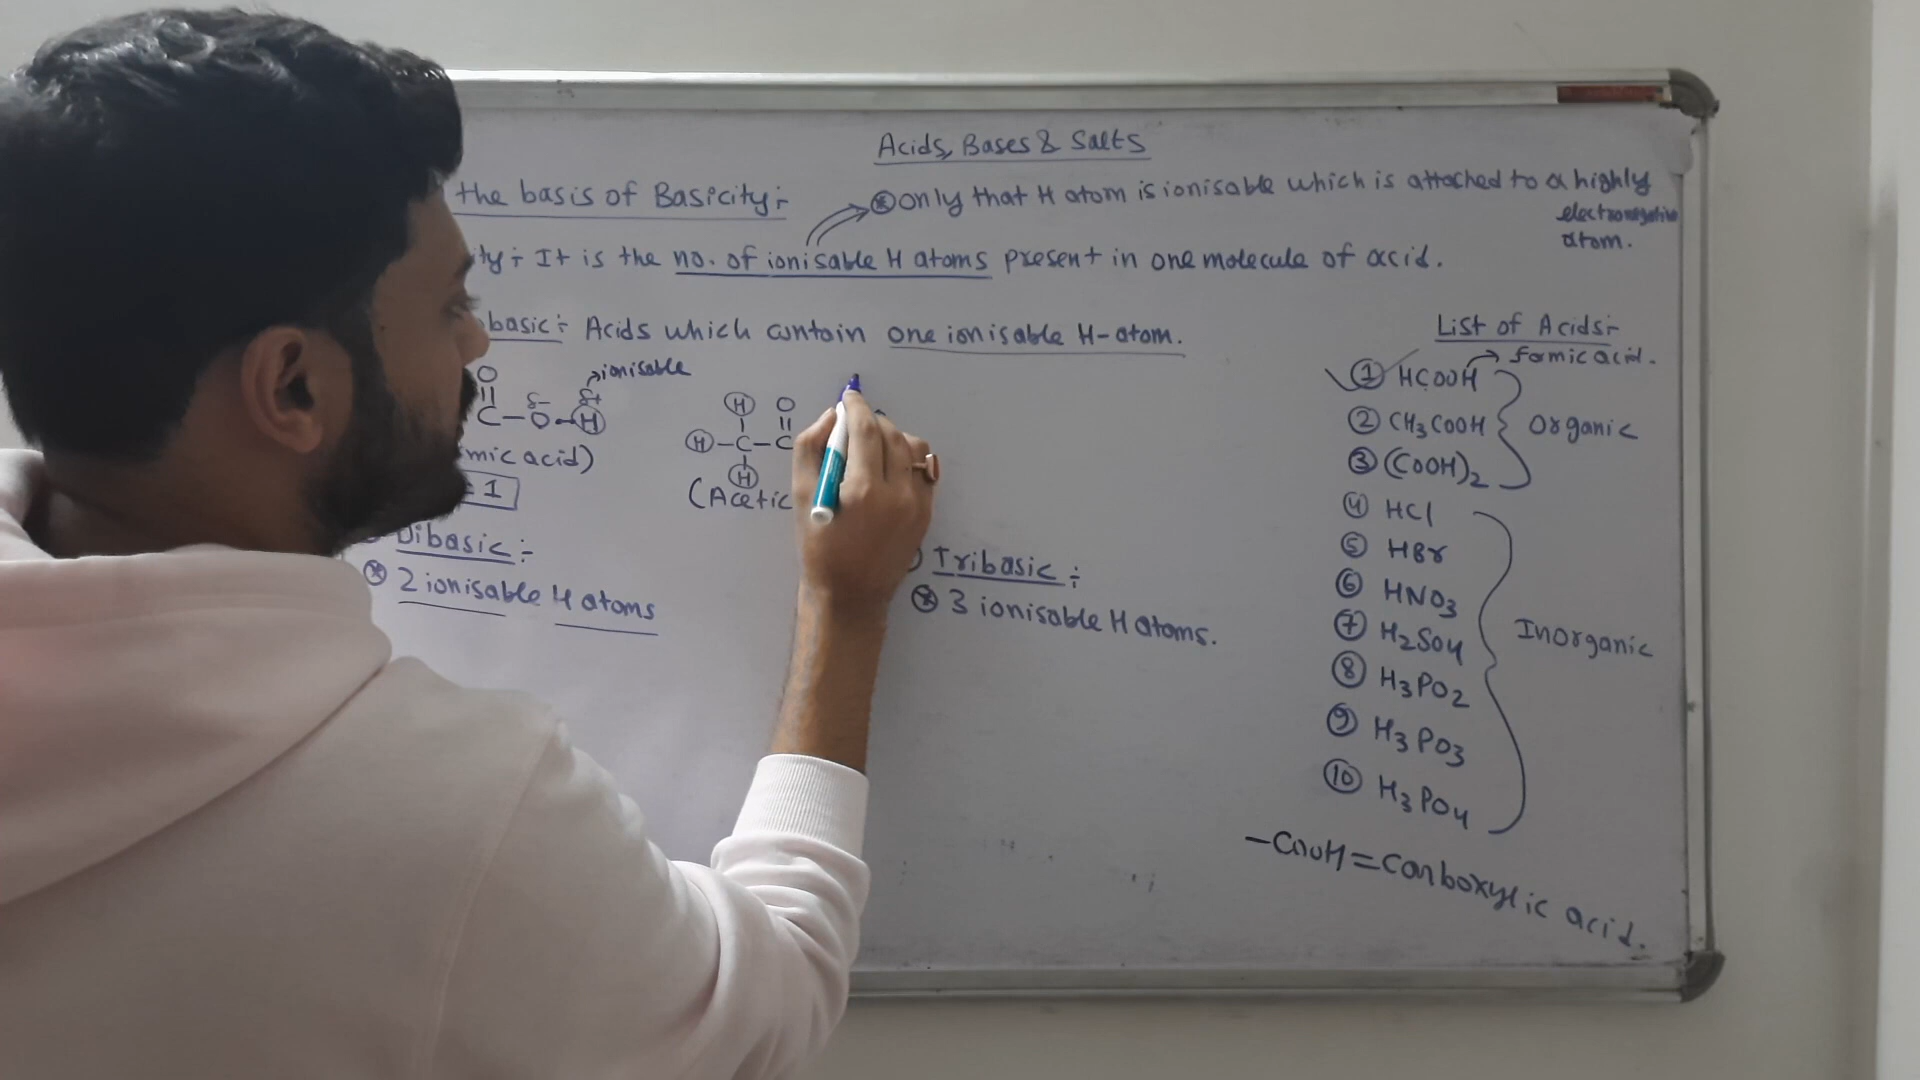 Acids, Bases & Salts
the basis of Basicity:-
⊛ only that H atom is ionisable which is attached to a highly
electronegative
atom.
ty:- It is the no. of ionisable H atoms present in one molecule of acid.
basic:- Acids which contain one ionisable H-atom.
ionisable
O
||
C-O-H
δ- δ+
mic acid)
= 1
H O
| ||
H-C-C
|
H
(Acetic
Dibasic:-
⊛ 2 ionisable H atoms
Tribasic:-
⊛ 3 ionisable H atoms.
List of Acids:-
① HCOOH → formic acid.
② CH3COOH
③ (COOH)2
Organic
④ HCl
⑤ HBr
⑥ HNO3
⑦ H2SO4
⑧ H3PO2
⑨ H3PO3
⑩ H3PO4
Inorganic
-COOH = Carboxylic acid.